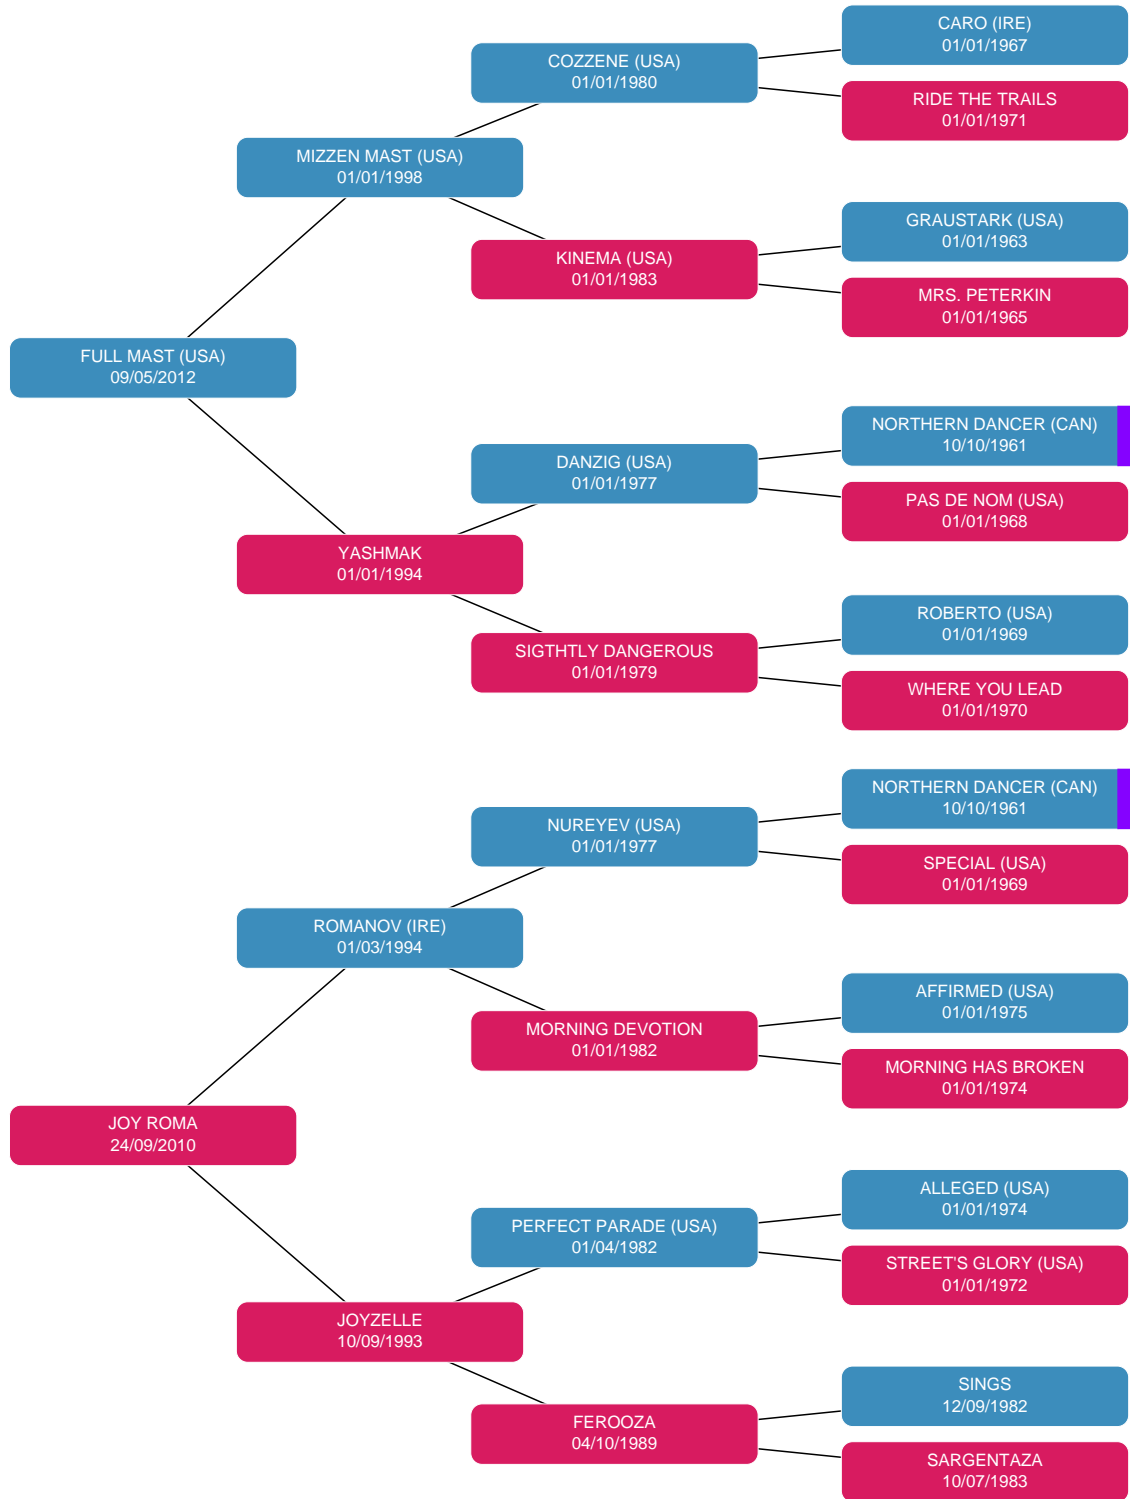 CARO (IRE)
01/01/1967
COZZENE (USA)
01/01/1980
RIDE THE TRAILS
01/01/1971
MIZZEN MAST (USA)
01/01/1998
GRAUSTARK (USA)
01/01/1963
KINEMA (USA)
01/01/1983
MRS. PETERKIN
01/01/1965
FULL MAST (USA)
09/05/2012
NORTHERN DANCER (CAN)
10/10/1961
DANZIG (USA)
01/01/1977
PAS DE NOM (USA)
01/01/1968
YASHMAK
01/01/1994
ROBERTO (USA)
01/01/1969
SIGTHTLY DANGEROUS
01/01/1979
WHERE YOU LEAD
01/01/1970
NORTHERN DANCER (CAN)
10/10/1961
NUREYEV (USA)
01/01/1977
SPECIAL (USA)
01/01/1969
ROMANOV (IRE)
01/03/1994
AFFIRMED (USA)
01/01/1975
MORNING DEVOTION
01/01/1982
MORNING HAS BROKEN
01/01/1974
JOY ROMA
24/09/2010
ALLEGED (USA)
01/01/1974
PERFECT PARADE (USA)
01/04/1982
STREET'S GLORY (USA)
01/01/1972
JOYZELLE
10/09/1993
SINGS
12/09/1982
FEROOZA
04/10/1989
SARGENTAZA
10/07/1983